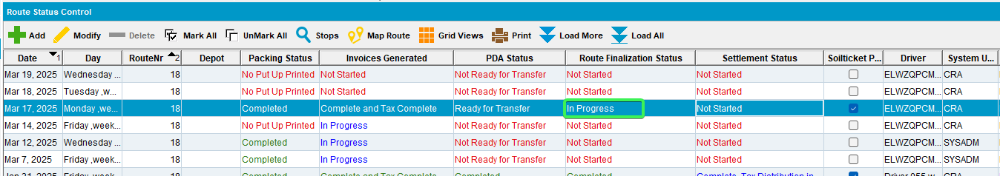 Route Status Control
Add Modify Delete Mark All UnMark All Stops Map Route Grid Views Print Load More Load All
Date 1 Day RouteNr 2 Depot Packing Status Invoices Generated PDA Status Route Finalization Status Settlement Status Soilticket P... Driver System U...
Mar 19, 2025 Wednesday ... 18 No Put Up Printed Not Started Not Ready for Transfer Not Started Not Started ELWZQPCM... CRA
Mar 18, 2025 Tuesday ,w... 18 No Put Up Printed Not Started Not Ready for Transfer Not Started Not Started ELWZQPCM... CRA
Mar 17, 2025 Monday ,we... 18 Completed Complete and Tax Complete Ready for Transfer In Progress Not Started ELWZQPCM... CRA
Mar 14, 2025 Friday ,week... 18 No Put Up Printed In Progress Not Ready for Transfer Not Started Not Started ELWZQPCM... CRA
Mar 12, 2025 Wednesday ... 18 Completed In Progress Not Ready for Transfer Not Started Not Started ELWZQPCM... SYSADM
Mar 7, 2025 Friday ,week... 18 Completed In Progress Not Ready for Transfer Not Started Not Started ELWZQPCM... SYSADM
Jan 31, 2025 Friday ,week... 18 Completed Complete and Tax Complete Completed Completed Complete, Tax Distribution in Driver 055 w... CRA